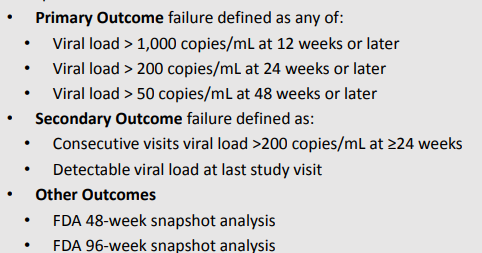 • Primary Outcome failure defined as any of:
• Viral load > 1,000 copies/mL at 12 weeks or later
• Viral load > 200 copies/mL at 24 weeks or later
• Viral load > 50 copies/mL at 48 weeks or later
• Secondary Outcome failure defined as:
• Consecutive visits viral load >200 copies/mL at ≥24 weeks
• Detectable viral load at last study visit
• Other Outcomes
• FDA 48-week snapshot analysis
• FDA 96-week snapshot analysis